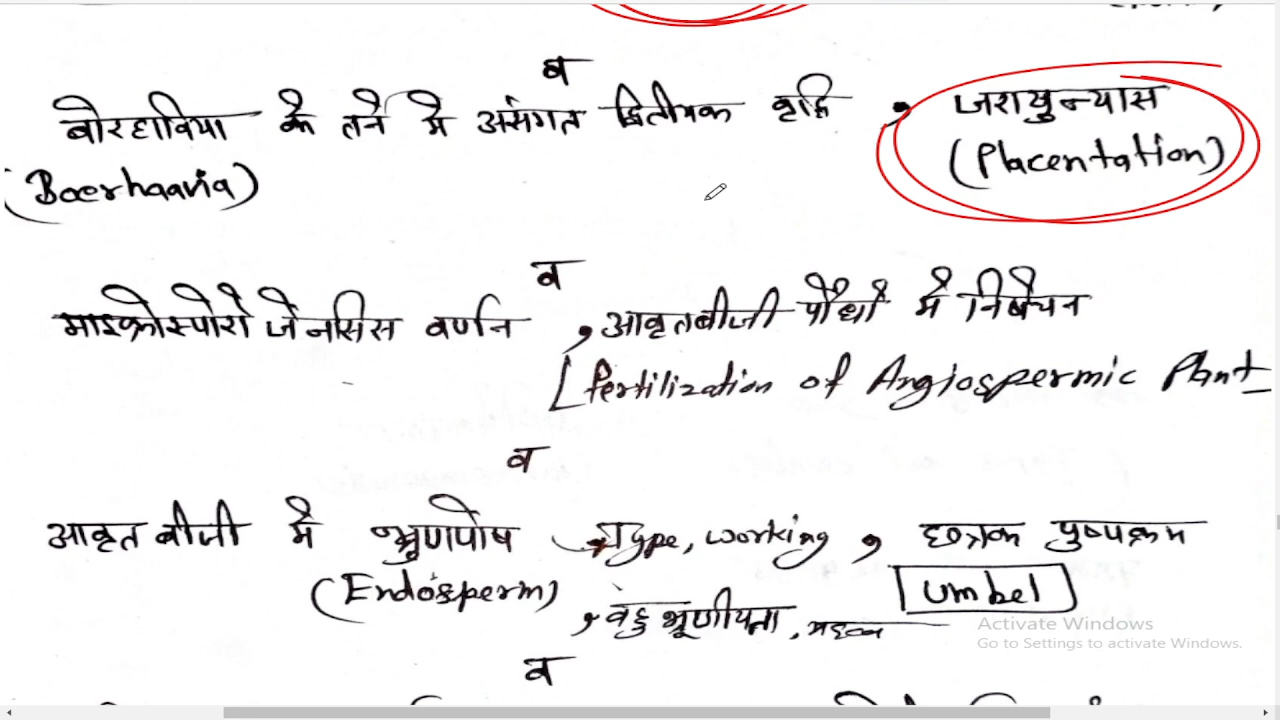 व
बोरहाविया के तने में असंगत द्वितीयक वृद्धि , जरायुन्यास
(Boerhaavia) (Placentation)
व
माइक्रोस्पोरोजेनसिस वर्णन , आवृतबीजी पौधों में निषेचन
[fertilization of Angiospermic Plant
व
आवृतबीजी में भ्रूणपोष Type, working , छत्रक पुष्पक्रम
(Endosperm) , बहुभ्रूणीयता , महत्व Umbel
Activate Windows
Go to Settings to activate Windows.
व